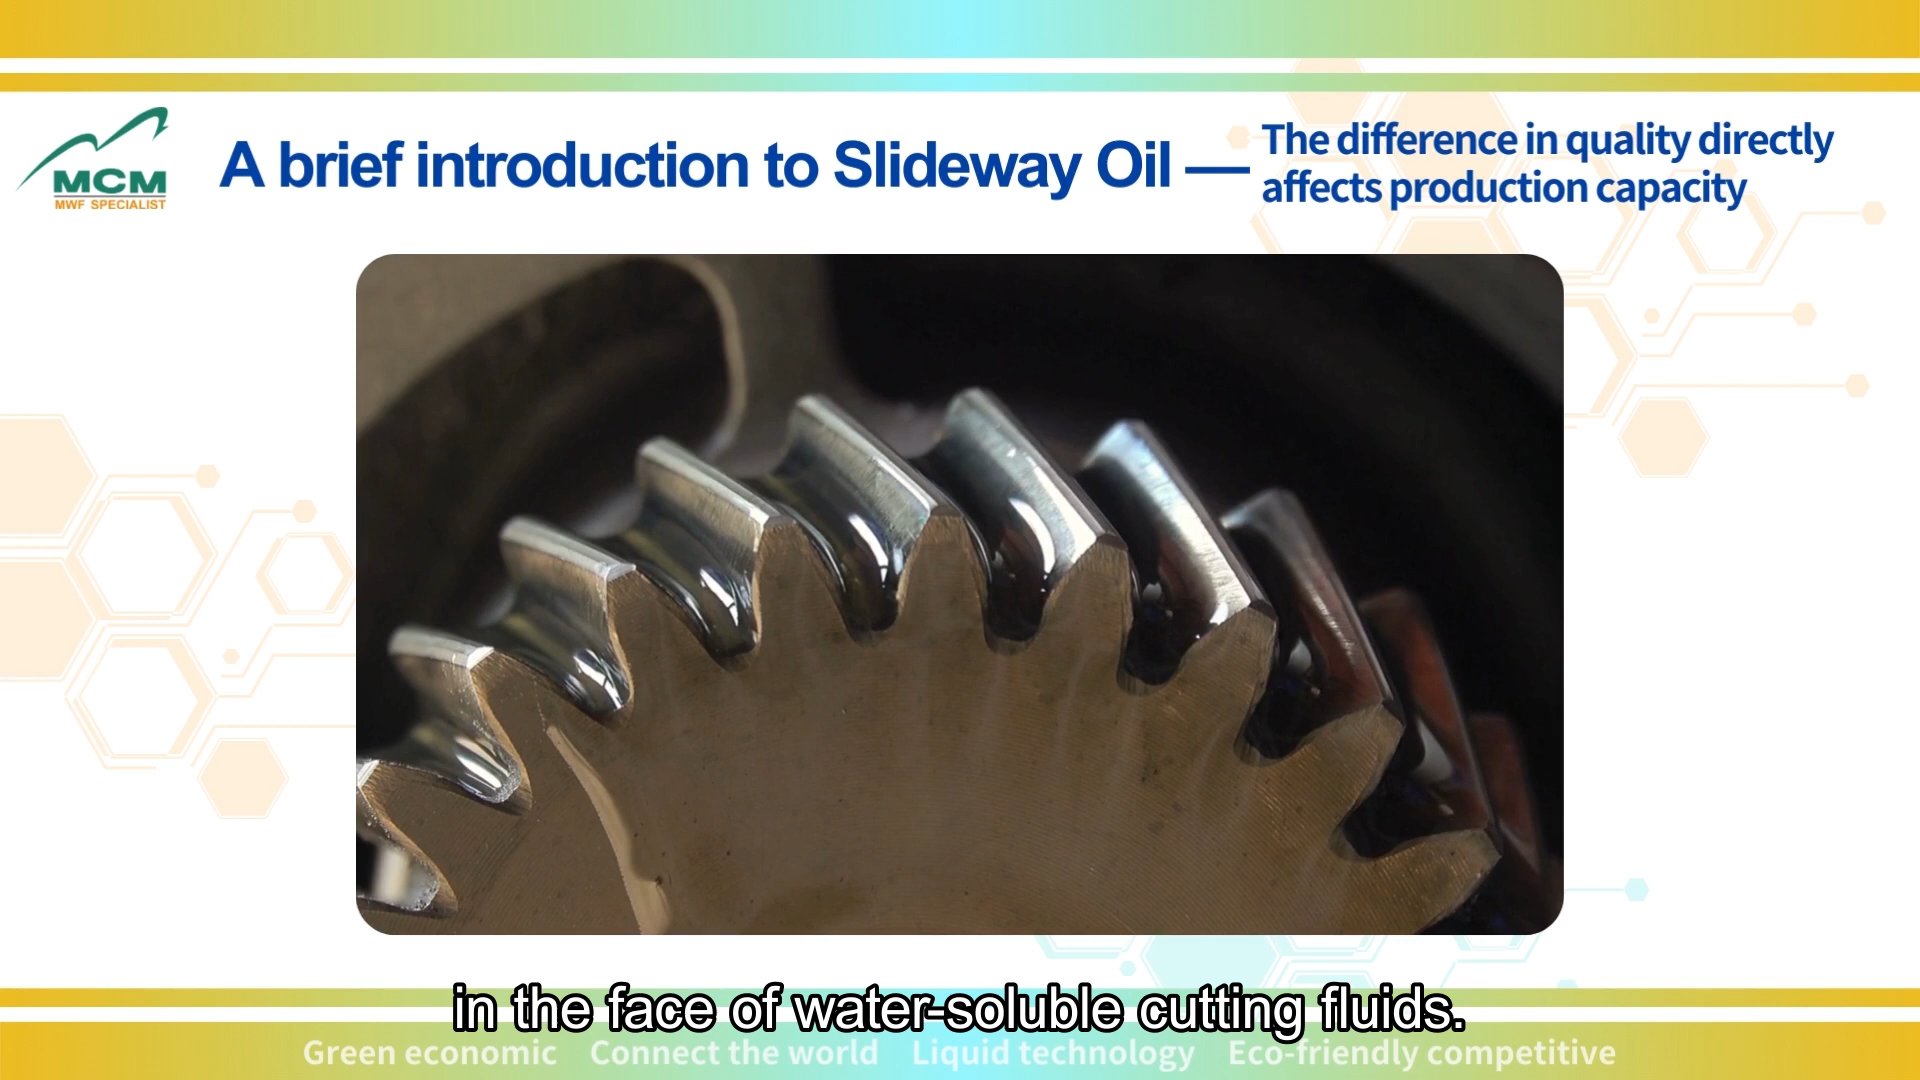 MCM
MWF SPECIALIST
A brief introduction to Slideway Oil — The difference in quality directly
affects production capacity
in the face of water-soluble cutting fluids.
Green economic Connect the world Liquid technology Eco-friendly competitive